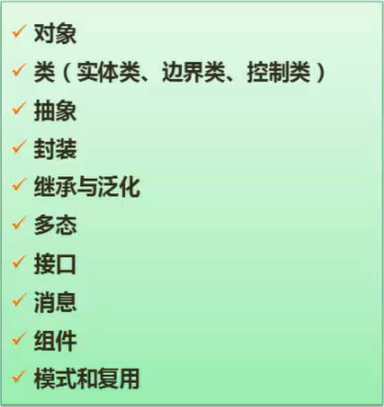 对象
类（实体类、边界类、控制类）
抽象
封装
继承与泛化
多态
接口
消息
组件
模式和复用